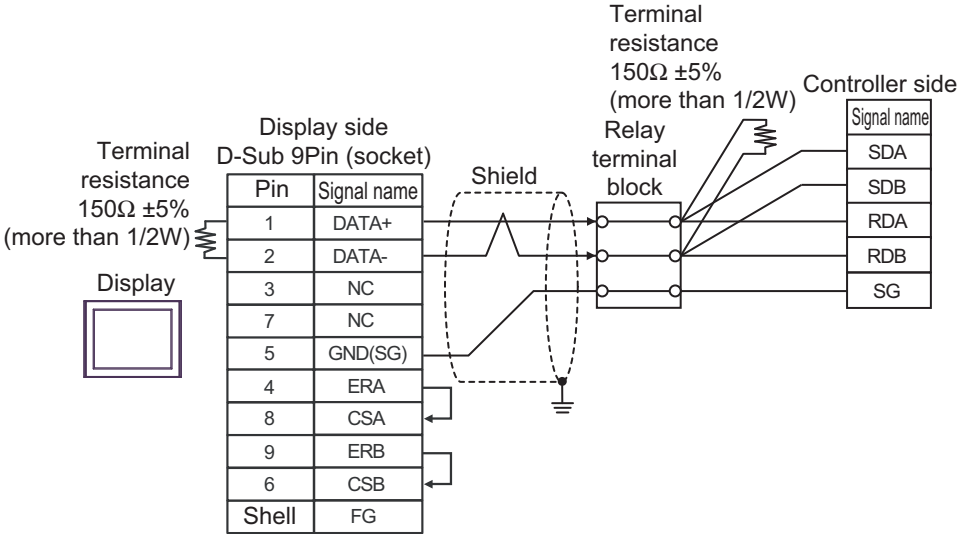 Terminal
resistance
150Ω ±5%
(more than 1/2W)
Controller side
Signal name
SDA
SDB
RDA
RDB
SG
Relay
terminal
block
Shield
Display side
D-Sub 9Pin (socket)
Terminal
resistance
150Ω ±5%
(more than 1/2W)
Display
Pin Signal name
1 DATA+
2 DATA-
3 NC
7 NC
5 GND(SG)
4 ERA
8 CSA
9 ERB
6 CSB
Shell FG